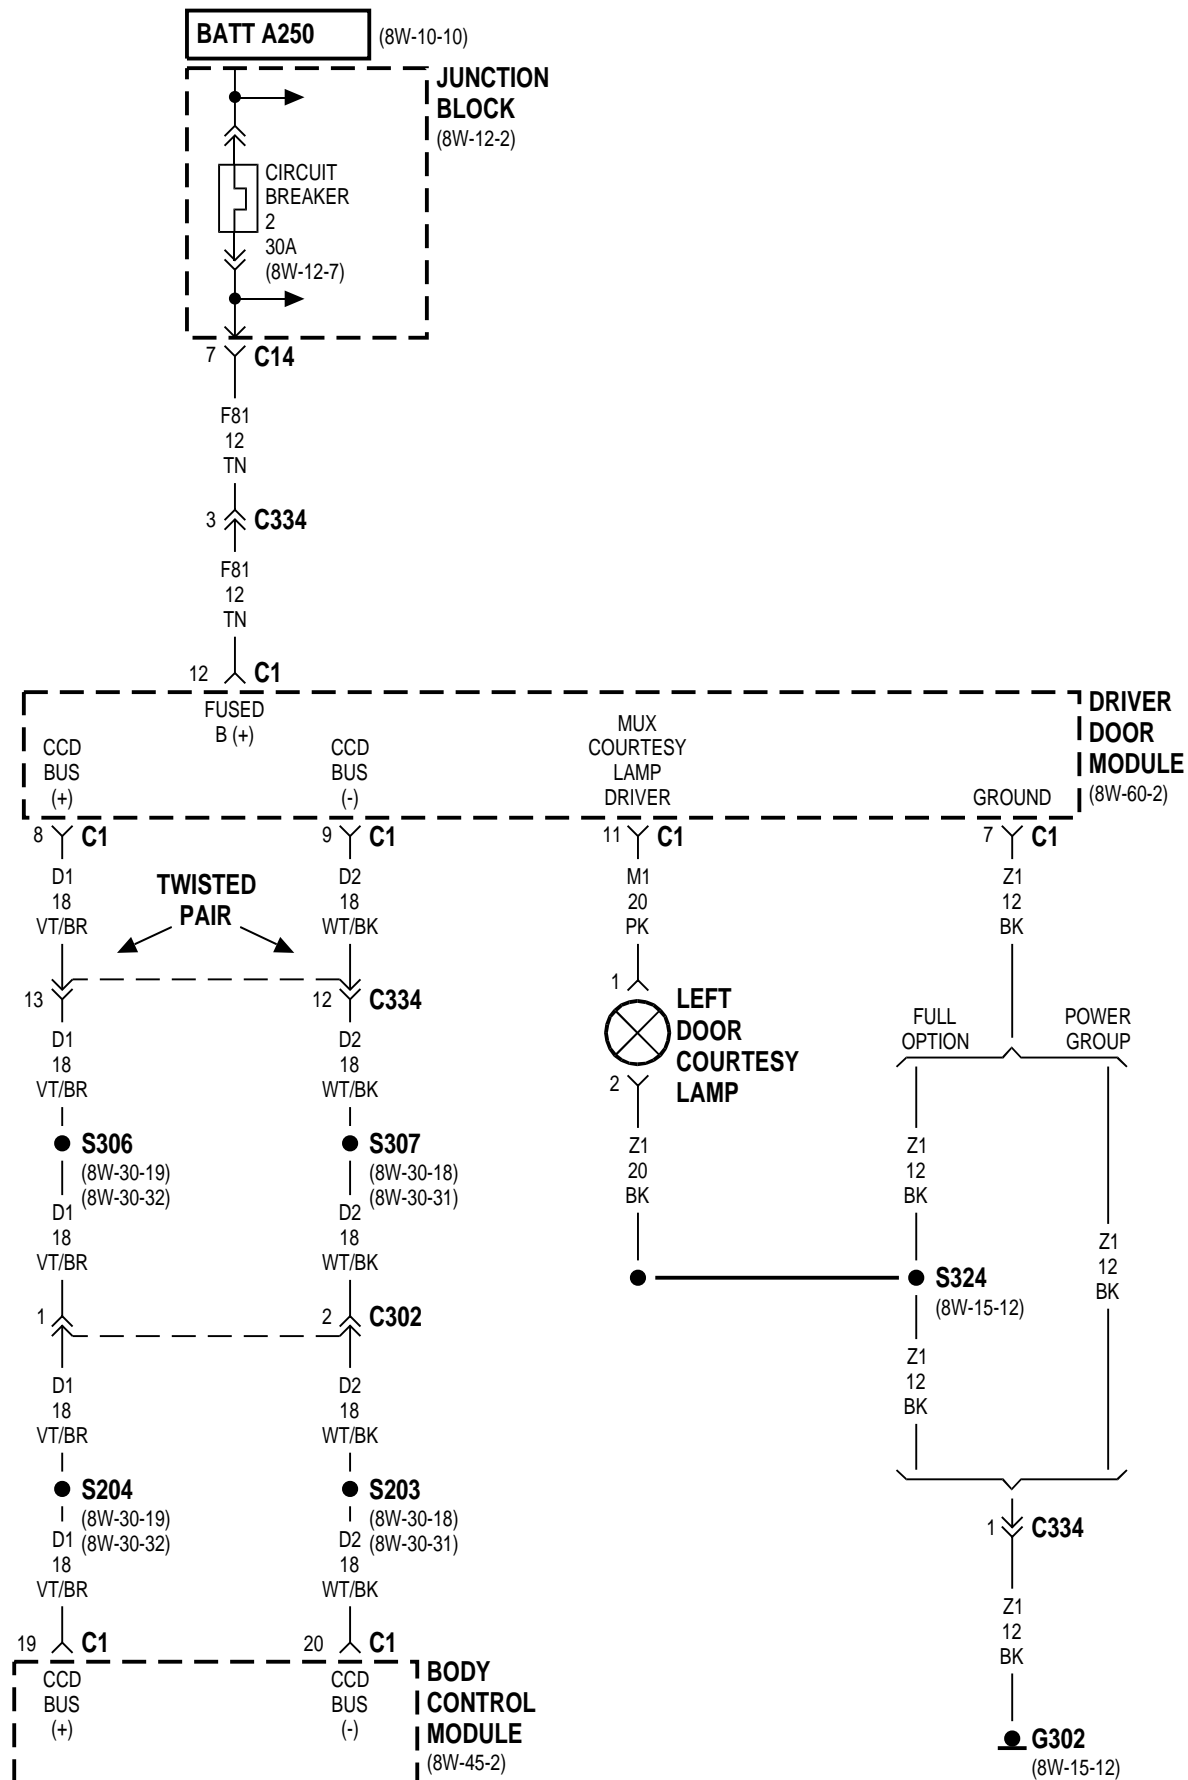 BATT A250 (8W-10-10)
JUNCTION
BLOCK
(8W-12-2)
CIRCUIT
BREAKER
2
30A
(8W-12-7)
7 C14
F81
12
TN
3 C334
F81
12
TN
12 C1
FUSED
B (+)
CCD
BUS
(+)
CCD
BUS
(-)
MUX
COURTESY
LAMP
DRIVER
GROUND
DRIVER
DOOR
MODULE
(8W-60-2)
8 C1
9 C1
11 C1
7 C1
D1
18
VT/BR
TWISTED
PAIR
D2
18
WT/BK
M1
20
PK
Z1
12
BK
13
12 C334
1
LEFT
DOOR
COURTESY
LAMP
2
FULL
OPTION
POWER
GROUP
D1
18
VT/BR
D2
18
WT/BK
S306
(8W-30-19)
(8W-30-32)
S307
(8W-30-18)
(8W-30-31)
Z1
20
BK
Z1
12
BK
D1
18
VT/BR
D2
18
WT/BK
S324
(8W-15-12)
Z1
12
BK
1
2 C302
Z1
12
BK
D1
18
VT/BR
D2
18
WT/BK
S204
(8W-30-19)
(8W-30-32)
S203
(8W-30-18)
(8W-30-31)
1 C334
D1
18
VT/BR
D2
18
WT/BK
Z1
12
BK
19 C1
20 C1
CCD
BUS
(+)
CCD
BUS
(-)
BODY
CONTROL
MODULE
(8W-45-2)
G302
(8W-15-12)